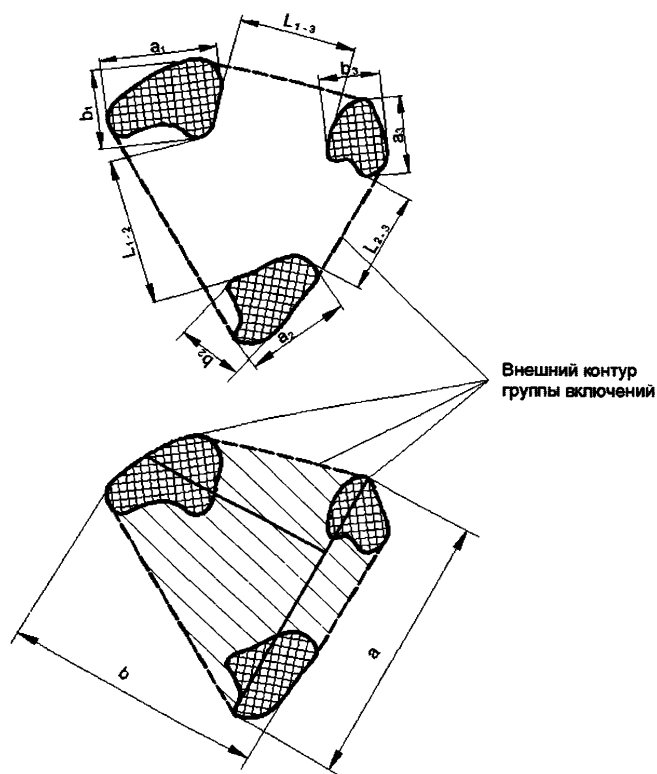 L₁₋₃
a₁
b₃
b₁
a₃
L₁₋₂
L₂₋₃
a₂
b₂
Внешний контур
группы включений
a
b